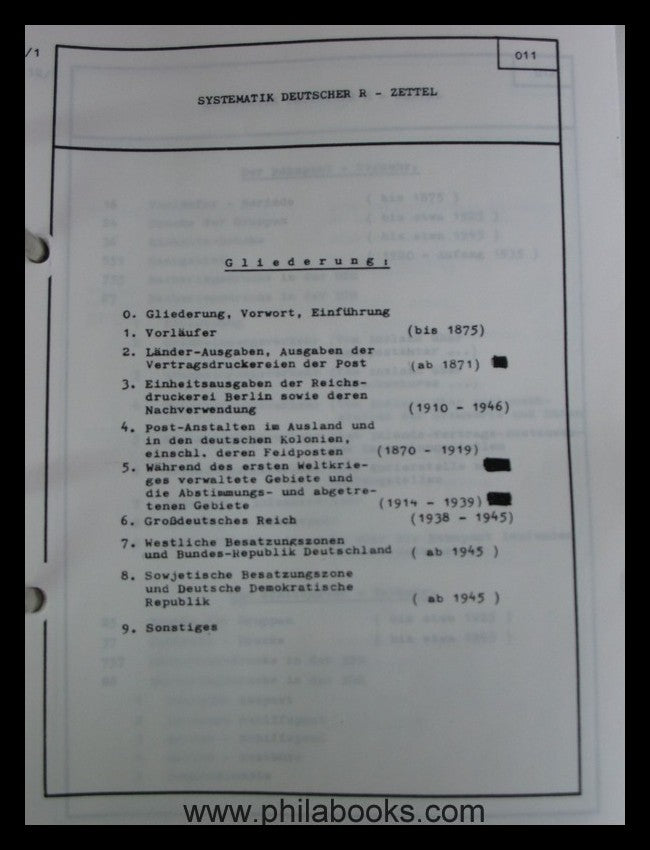 /1
011
SYSTEMATIK DEUTSCHER R - ZETTEL
Gliederung:
0. Gliederung, Vorwort, Einführung
1. Vorläufer (bis 1875)
2. Länder-Ausgaben, Ausgaben der
Vertragsdruckereien der Post (ab 1871)
3. Einheitsausgaben der Reichs-
druckerei Berlin sowie deren
Nachverwendung (1910 - 1946)
4. Post-Anstalten im Ausland und
in den deutschen Kolonien,
einschl. deren Feldposten (1870 - 1919)
5. Während des ersten Weltkrie-
ges verwaltete Gebiete und
die Abstimmungs- und abgetre-
tenen Gebiete (1914 - 1939)
6. Großdeutsches Reich (1938 - 1945)
7. Westliche Besatzungszonen
und Bundes-Republik Deutschland ( ab 1945 )
8. Sowjetische Besatzungszone
und Deutsche Demokratische
Republik ( ab 1945 )
9. Sonstiges
www.philabooks.com